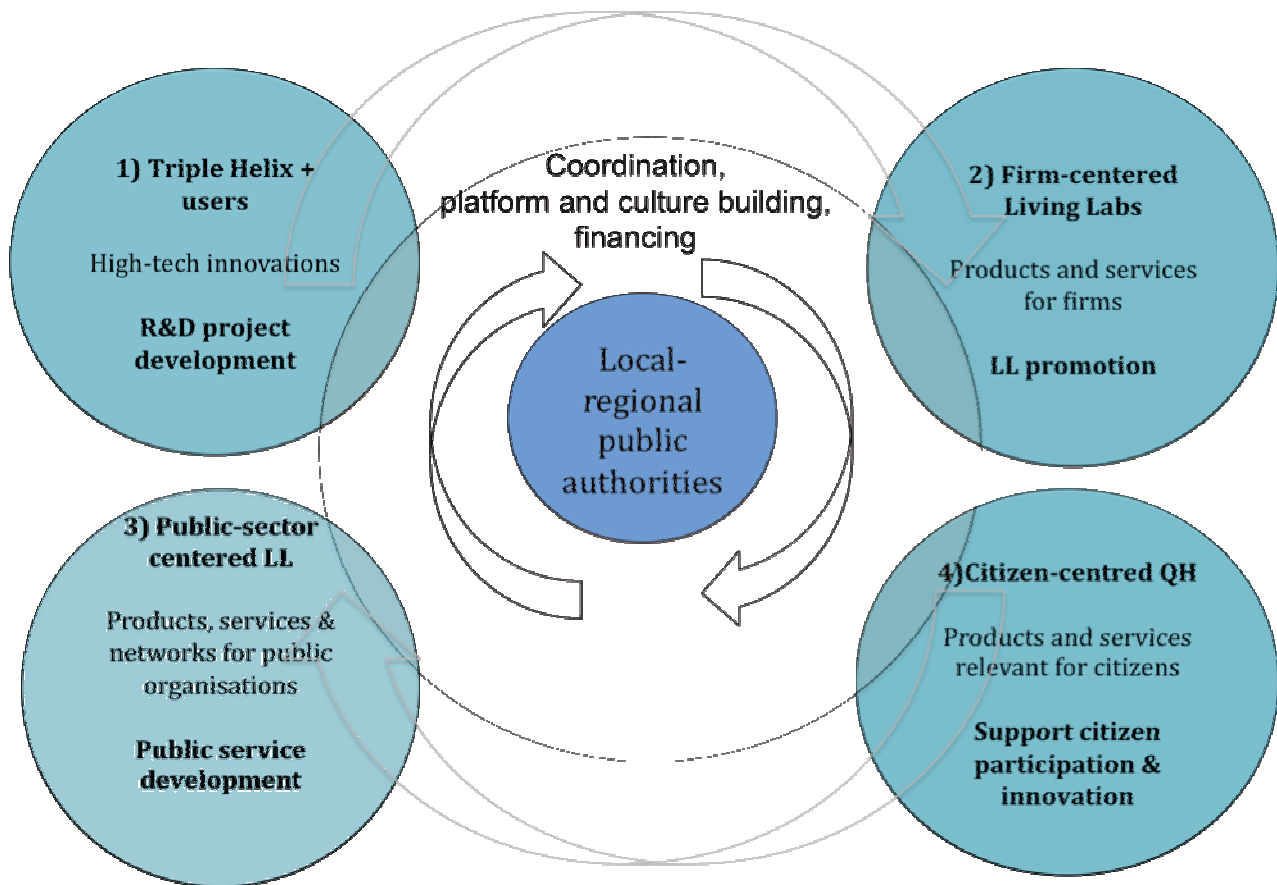 1) Triple Helix +
users
High-tech innovations
R&D project
development
Coordination,
platform and culture building,
financing
Local-
regional
public
authorities
2) Firm-centered
Living Labs
Products and services
for firms
LL promotion
3) Public-sector
centered LL
Products, services &
networks for public
organisations
Public service
development
4)Citizen-centred QH
Products and services
relevant for citizens
Support citizen
participation &
innovation